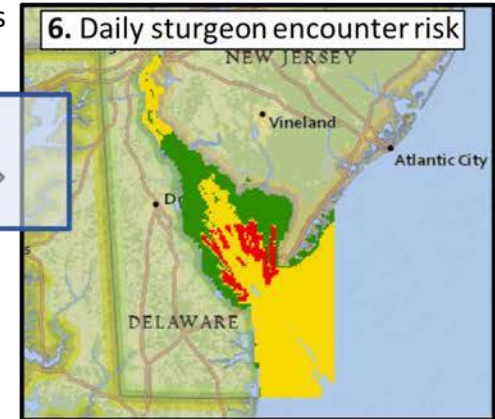 s
6. Daily sturgeon encounter risk
NEW JERSEY
Vineland
Atlantic City
DELAWARE